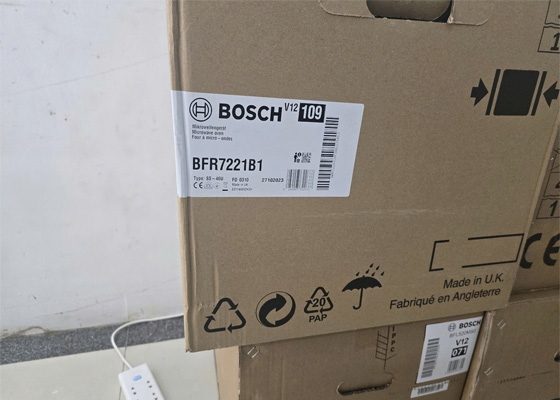 BOSCH V12 109
Mikrowellengerät
Microwave oven
Four à micro-ondes
BFR7221B1
Made in U.K.
Fabriqué en Angleterre
20
PAP
BOSCH
V12
071